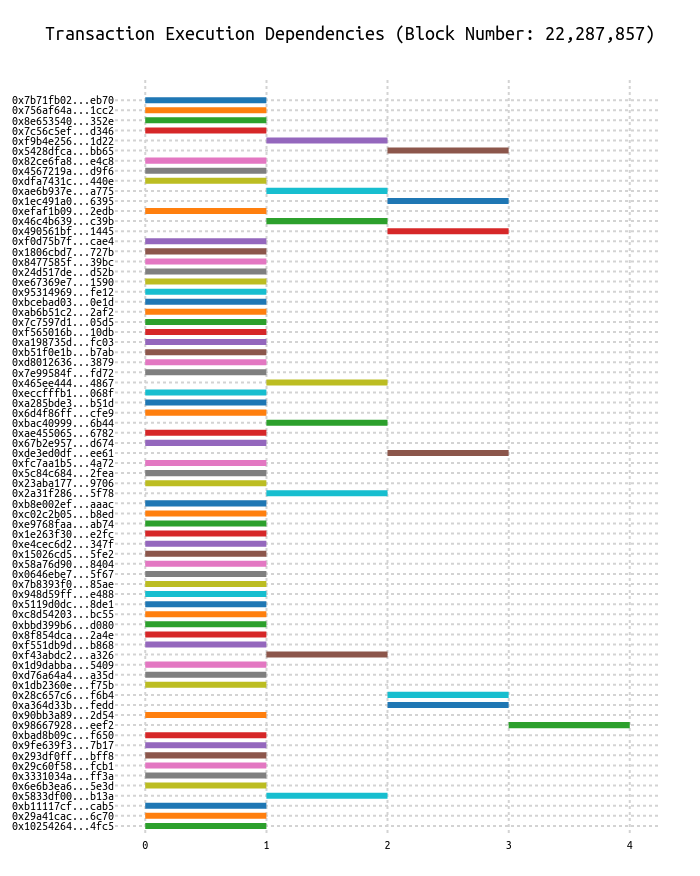 Transaction Execution Dependencies (Block Number: 22,287,857)
0x7b71fb02...eb70
0x756af64a...1cc2
0x8e653540...352e
0x7c56c5ef...d346
0xf9b4e256...1d22
0x5428dfca...bb65
0x82ce6fa8...e4c8
0x4567219a...d9f6
0xdfa7431c...440e
0xae6b937e...a775
0x1ec491a0...6395
0xefaf1b09...2edb
0x46c4b639...c39b
0x490561bf...1445
0xf0d75b7f...cae4
0x1806cbd7...727b
0x8477585f...39bc
0x24d517de...d52b
0xe67369e7...1590
0x95314969...fe12
0xbcebad03...0e1d
0xab6b51c2...2af2
0x7c7597d1...05d5
0xf565016b...10db
0xa198735d...fc03
0xb51f0e1b...b7ab
0xd8012636...3879
0x7e99584f...fd72
0x465ee444...4867
0xeccfffb1...068f
0xa285bde3...b51d
0x6d4f86ff...cfe9
0xbac40999...6b44
0xae455065...6782
0x67b2e957...d674
0xde3ed0df...ee61
0xfc7aa1b5...4a72
0x5c84c684...2fea
0x23aba177...9706
0x2a31f286...5f78
0xb8e002ef...aaac
0xc02c2b05...b8ed
0xe9768faa...ab74
0x1e263f30...e2fc
0xe4cec6d2...347f
0x15026cd5...5fe2
0x58a76d90...8404
0x0646ebe7...5f67
0x7b8393f0...85ae
0x948d59ff...e488
0x5119d0dc...8de1
0xc8d54203...bc55
0xbbd399b6...d080
0x8f854dca...2a4e
0xf551db9d...b868
0xf43abdc2...a326
0x1d9dabba...5409
0xd76a64a4...a35d
0x1db2360e...f75b
0x28c657c6...f6b4
0xa364d33b...fedd
0x90bb3a89...2d54
0x98667928...eef2
0xbad8b09c...f650
0x9fe639f3...7b17
0x293df0ff...bff8
0x29c60f58...fcb1
0x3331034a...ff3a
0x6e6b3ea6...5e3d
0x5833df00...b13a
0xb11117cf...cab5
0x29a41cac...6c70
0x10254264...4fc5
0 1 2 3 4